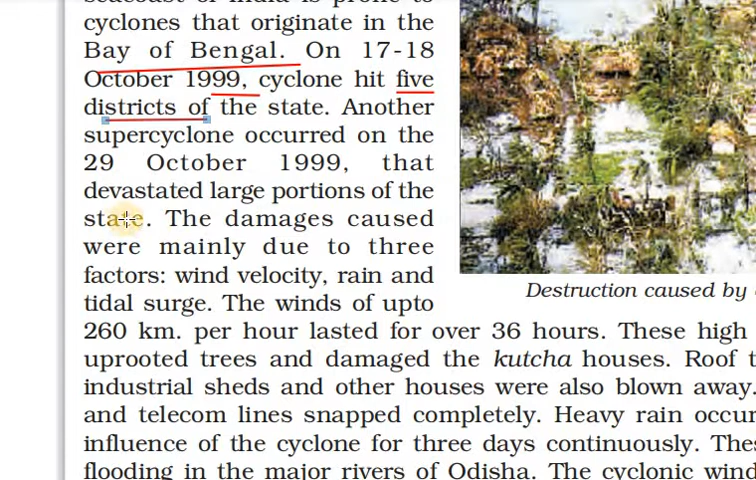 cyclones that originate in the
Bay of Bengal. On 17-18
October 1999, cyclone hit five
districts of the state. Another
supercyclone occurred on the
29 October 1999, that
devastated large portions of the
state. The damages caused
were mainly due to three
factors: wind velocity, rain and
tidal surge. The winds of upto
Destruction caused by
260 km. per hour lasted for over 36 hours. These high
uprooted trees and damaged the kutcha houses. Roof
industrial sheds and other houses were also blown away.
and telecom lines snapped completely. Heavy rain
influence of the cyclone for three days continuously.
flooding in the major rivers of Odisha. The cyclonic